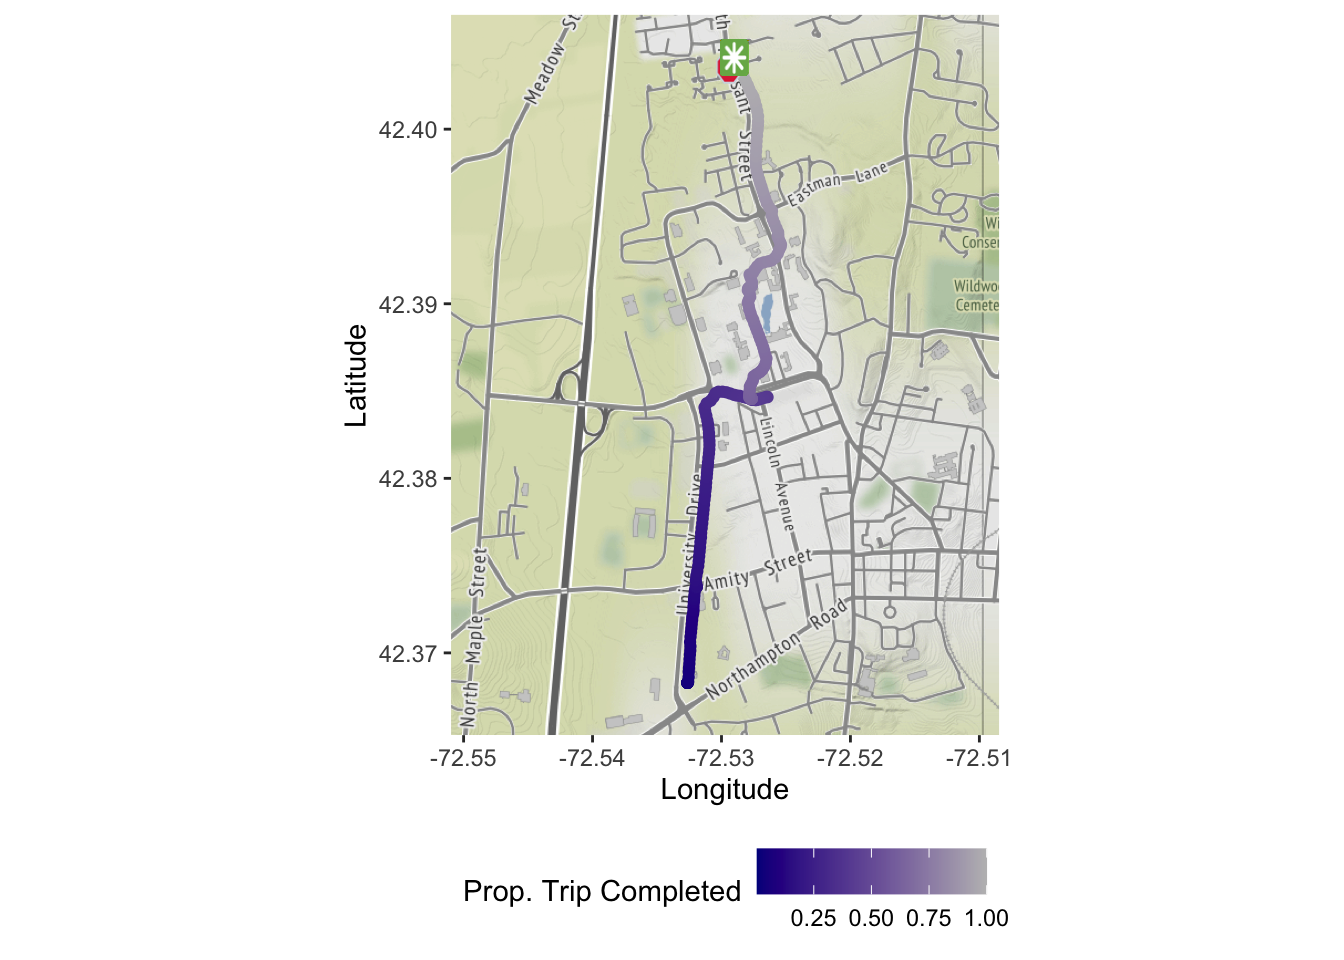 Meadow St
th
sant Street
42.40
Eastman Lane
Wi
Conser
Wildwoo
Cemete
42.39
Latitude
Lincoln Avenue
42.38
University Drive
Amity Street
North Maple Street
Northampton Road
42.37
-72.55 -72.54 -72.53 -72.52 -72.51
Longitude
Prop. Trip Completed
0.25 0.50 0.75 1.00